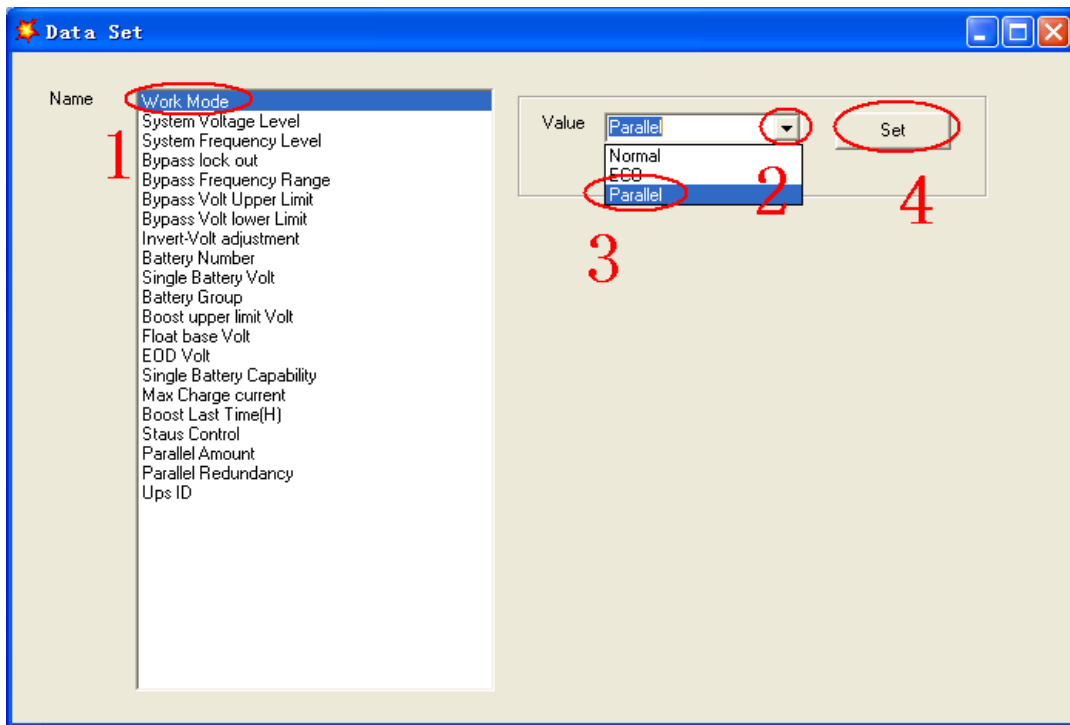 Data Set
Name
Work Mode
System Voltage Level
System Frequency Level
Bypass lock out
Bypass Frequency Range
Bypass Volt Upper Limit
Bypass Volt lower Limit
Invert-Volt adjustment
Battery Number
Single Battery Volt
Battery Group
Boost upper limit Volt
Float base Volt
EOD Volt
Single Battery Capability
Max Charge current
Boost Last Time(H)
Staus Control
Parallel Amount
Parallel Redundancy
Ups ID
1
Value
Parallel
Set
Normal
ECO
Parallel
2
3
4